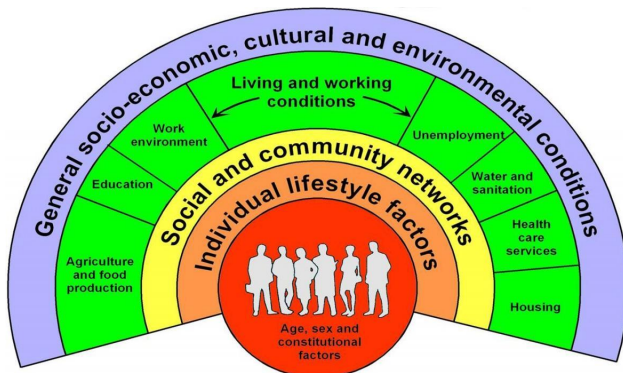 General socio-economic, cultural and environmental conditions
Living and working
conditions
Work
environment
Unemployment
Education
Water and
sanitation
Agriculture
and food
production
Health
care
services
Housing
Social and community networks
Individual lifestyle factors
Age, sex and
constitutional
factors